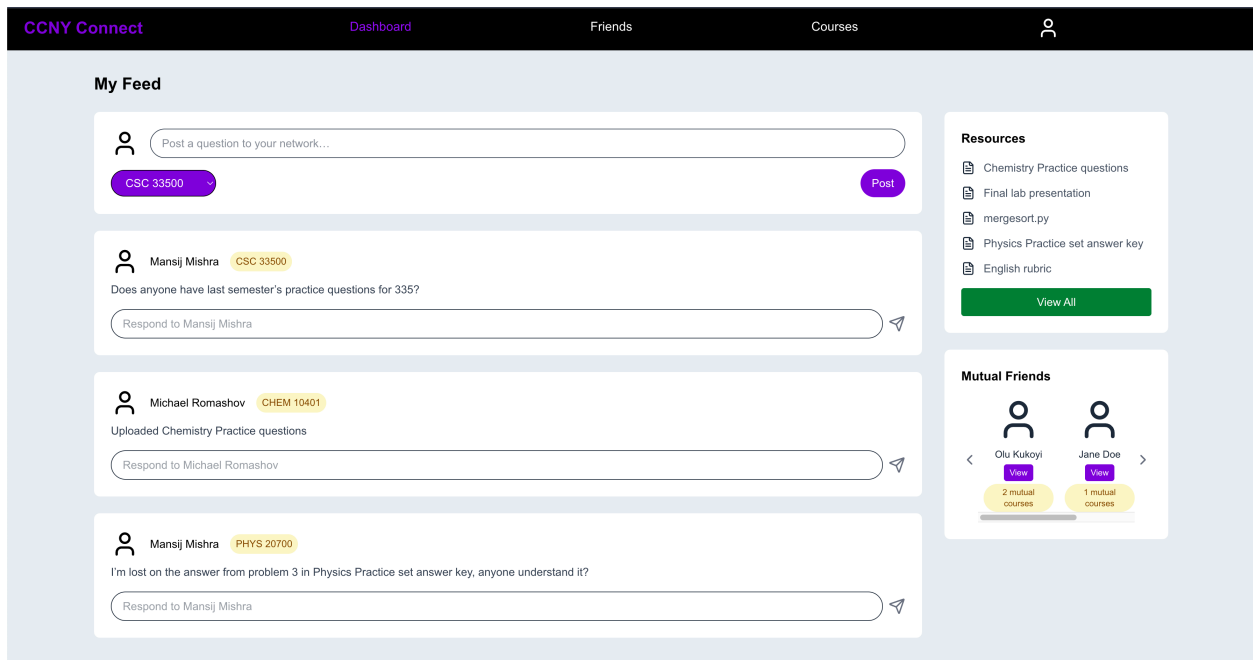 CCNY Connect
Dashboard
Friends
Courses
My Feed
Post a question to your network…
CSC 33500
Post
Mansij Mishra
CSC 33500
Does anyone have last semester’s practice questions for 335?
Respond to Mansij Mishra
Michael Romashov
CHEM 10401
Uploaded Chemistry Practice questions
Respond to Michael Romashov
Mansij Mishra
PHYS 20700
I’m lost on the answer from problem 3 in Physics Practice set answer key, anyone understand it?
Respond to Mansij Mishra
Resources
Chemistry Practice questions
Final lab presentation
mergesort.py
Physics Practice set answer key
English rubric
View All
Mutual Friends
Olu Kukoyi
View
2 mutual
courses
Jane Doe
View
1 mutual
courses